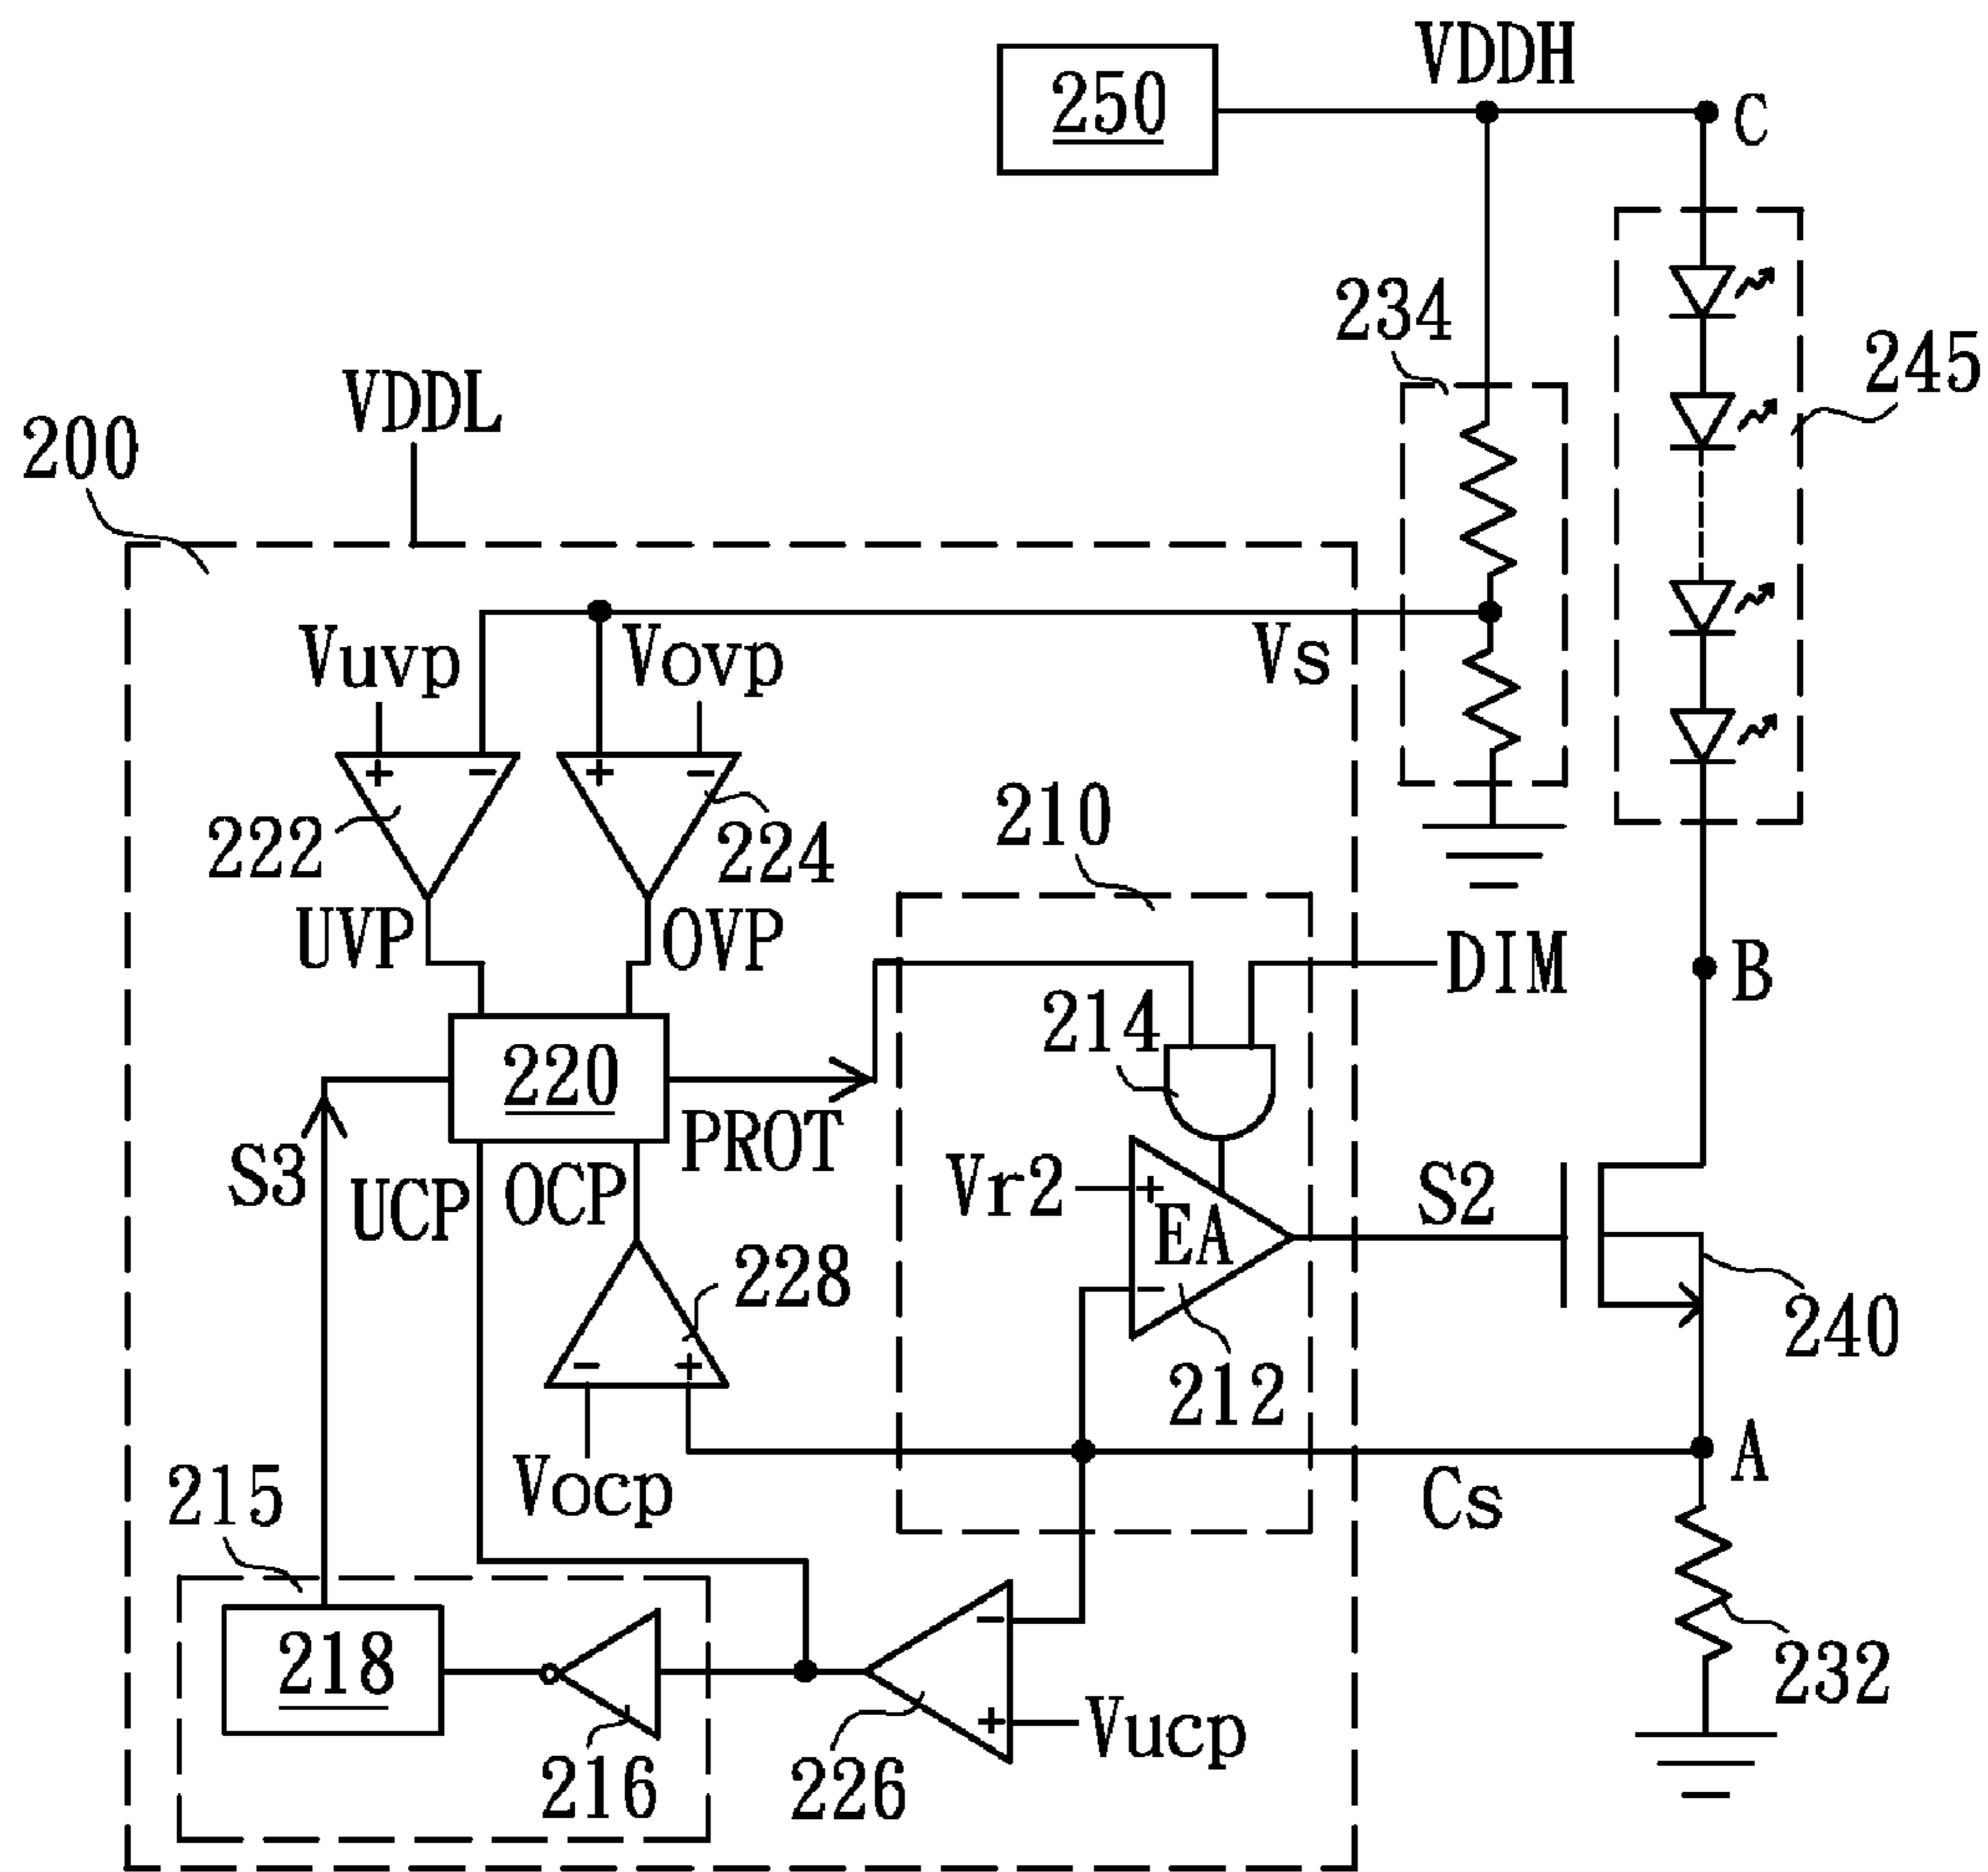 VDDH
250
C
234
245
VDDL
200
Vuvp
Vovp
Vs
222
224
210
UVP
OVP
DIM
B
214
220
PROT
S3
UCP
OCP
Vr2
EA
S2
228
240
212
Vocp
215
Cs
A
218
232
216
226
Vucp
+
-
+
-
+
-
-
+
-
+